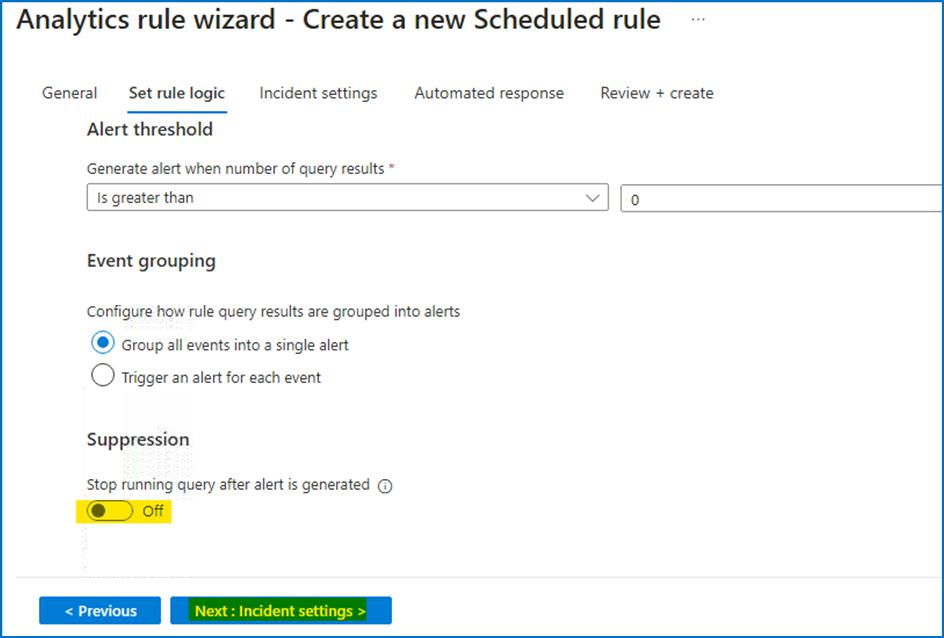 Analytics rule wizard - Create a new Scheduled rule ...
General Set rule logic Incident settings Automated response Review + create
Alert threshold
Generate alert when number of query results *
Is greater than 0
Event grouping
Configure how rule query results are grouped into alerts
Group all events into a single alert
Trigger an alert for each event
Suppression
Stop running query after alert is generated
Off
< Previous Next : Incident settings >